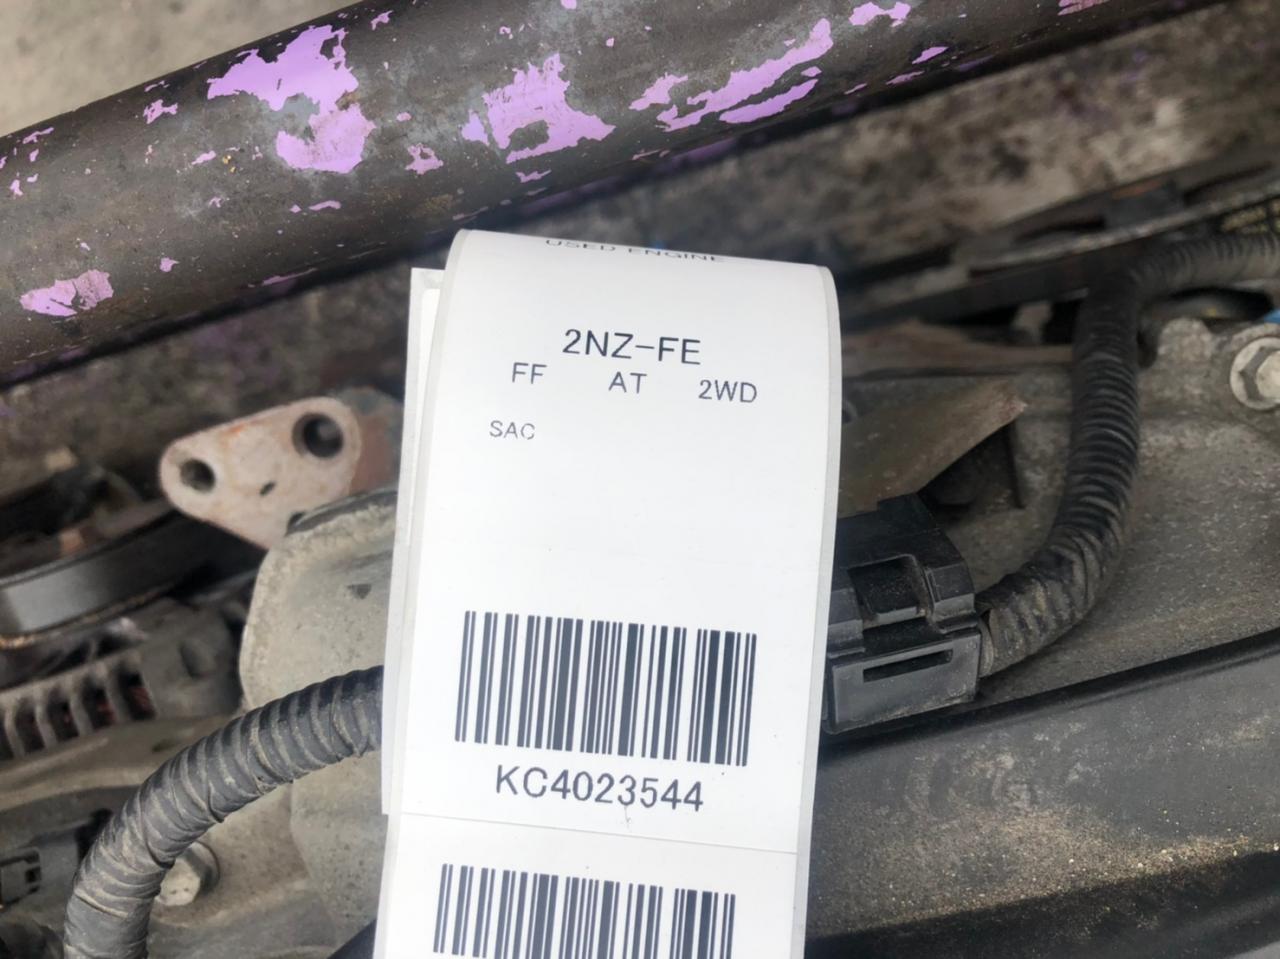 USED ENGINE
2NZ-FE
FF AT 2WD
SAC
KC4023544